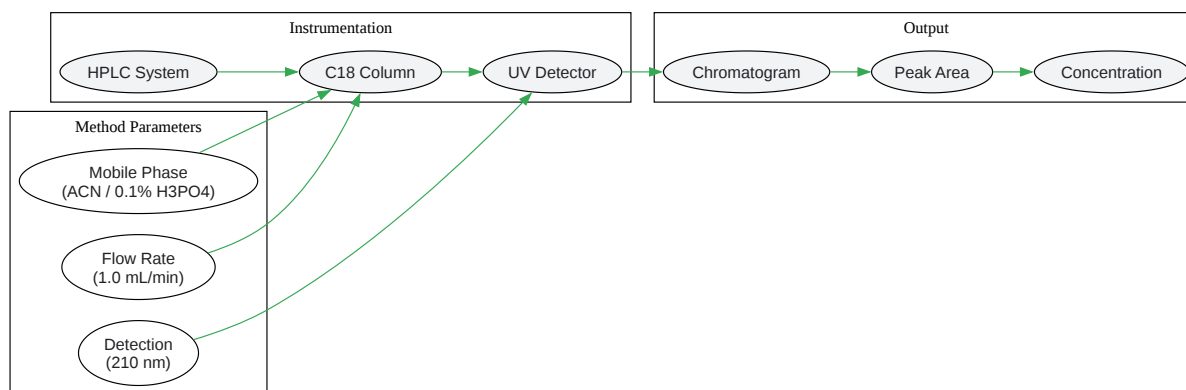 Instrumentation
HPLC System
C18 Column
UV Detector
Output
Chromatogram
Peak Area
Concentration
Method Parameters
Mobile Phase
(ACN / 0.1% H3PO4)
Flow Rate
(1.0 mL/min)
Detection
(210 nm)